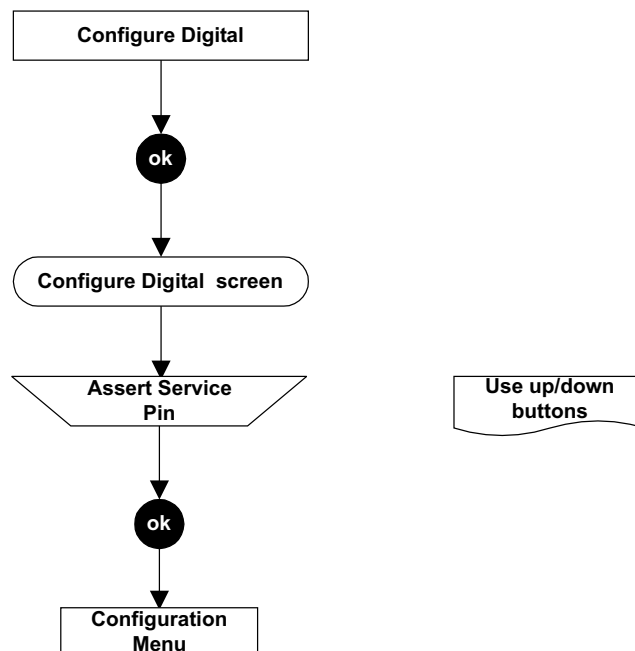 Configure Digital
ok
Configure Digital screen
Assert Service
Pin
Use up/down
buttons
ok
Configuration
Menu